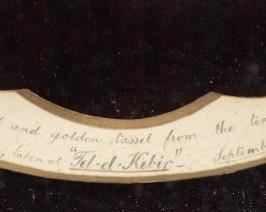 and golden tassel from the
taken at "Tel-el-Kebir" – Septemb